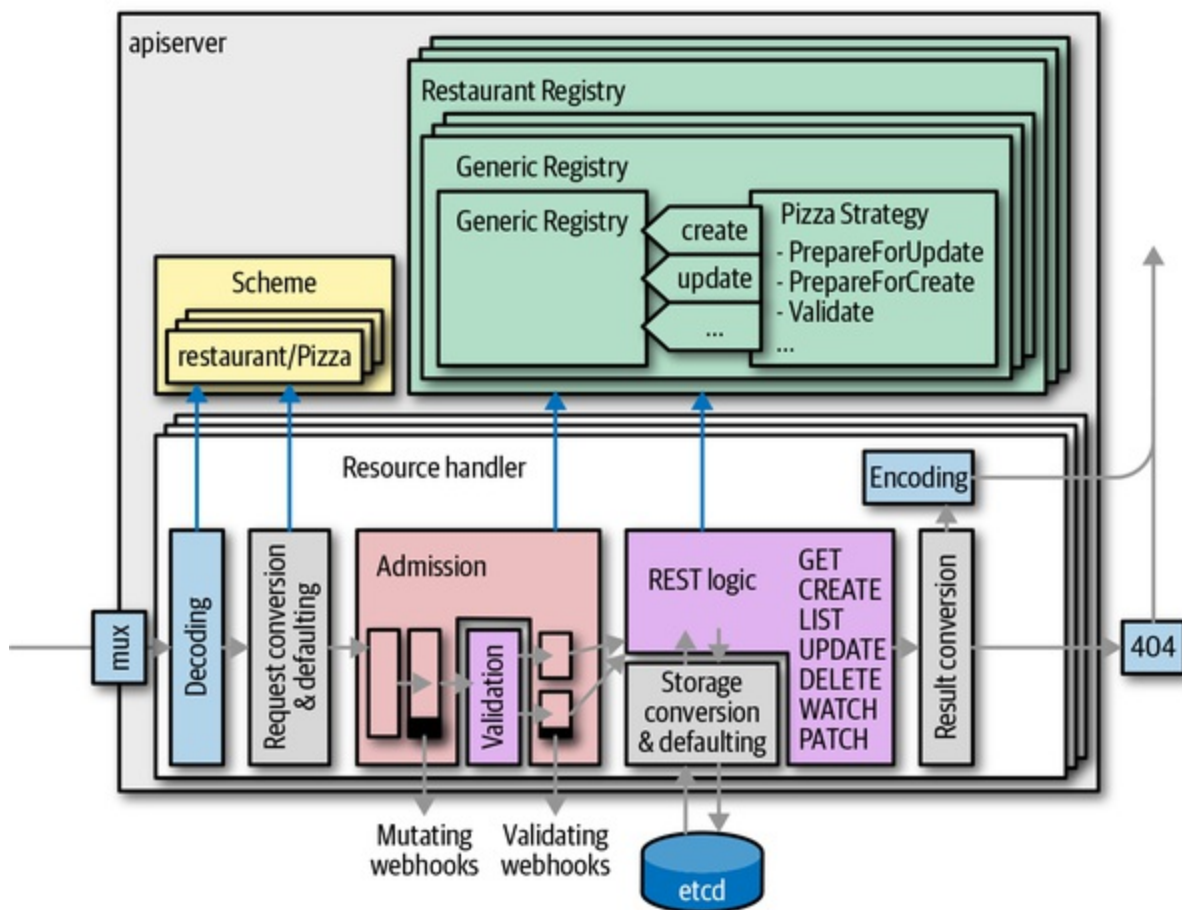 apiserver
Restaurant Registry
Generic Registry
Generic Registry
create
update
...
Pizza Strategy
- PrepareForUpdate
- PrepareForCreate
- Validate
...
Scheme
restaurant/Pizza
Resource handler
Encoding
mux
Decoding
Request conversion
& defaulting
Admission
Validation
REST logic
GET
CREATE
LIST
UPDATE
DELETE
WATCH
PATCH
Storage
conversion
& defaulting
Result conversion
404
Mutating
webhooks
Validating
webhooks
etcd